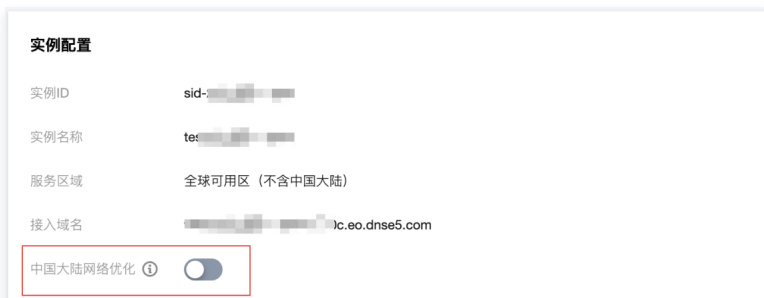 实例配置
实例ID sid-
实例名称 tes
服务区域 全球可用区（不含中国大陆）
接入域名 c.eo.dnse5.com
中国大陆网络优化